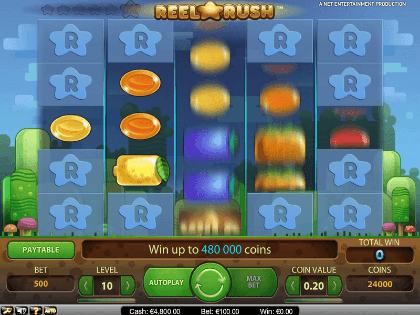 REEL RUSH™
A NET ENTERTAINMENT PRODUCTION
R R R R
R R R
R R R
R R R R
PAYTABLE
Win up to 480 000 coins
TOTAL WIN
0
BET
500
LEVEL
10
AUTOPLAY
MAX BET
COIN VALUE
0.20
COINS
24000
Cash: €4,800.00 Bet: €100.00 Win: €0.00